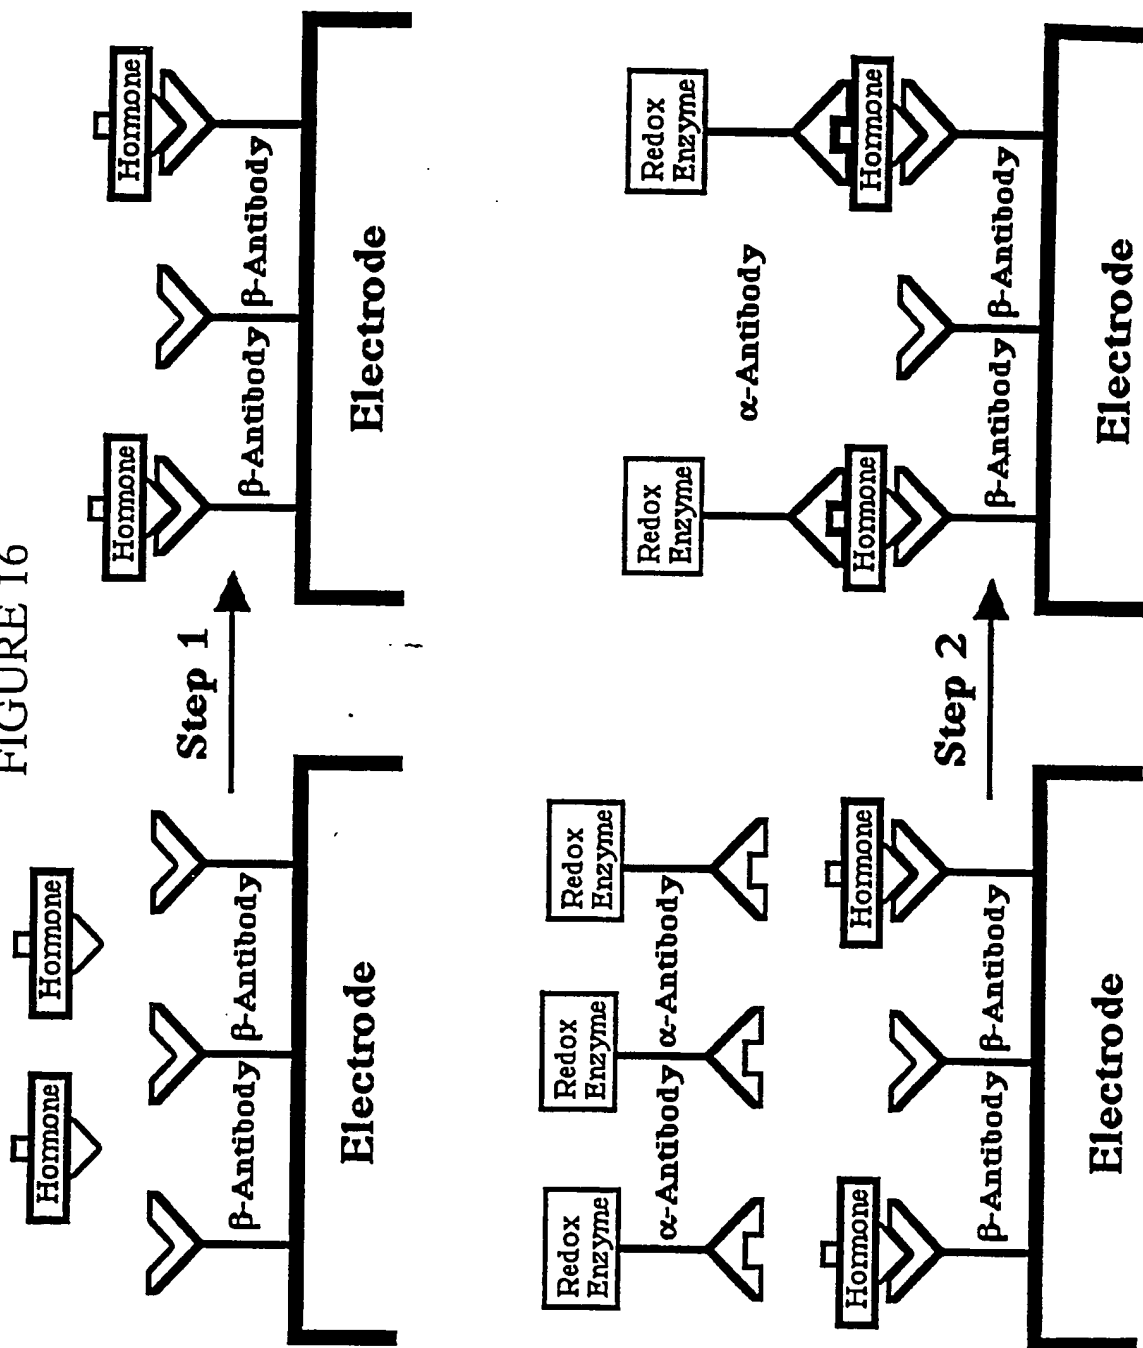 FIGURE 16
Hormone
Hormone
β-Antibody
β-Antibody
Electrode
Step 1
Hormone
Hormone
β-Antibody
β-Antibody
Electrode
Redox
Enzyme
Redox
Enzyme
Redox
Enzyme
α-Antibody
α-Antibody
Hormone
Hormone
β-Antibody
β-Antibody
Electrode
Step 2
Redox
Enzyme
Redox
Enzyme
α-Antibody
Hormone
Hormone
β-Antibody
β-Antibody
Electrode